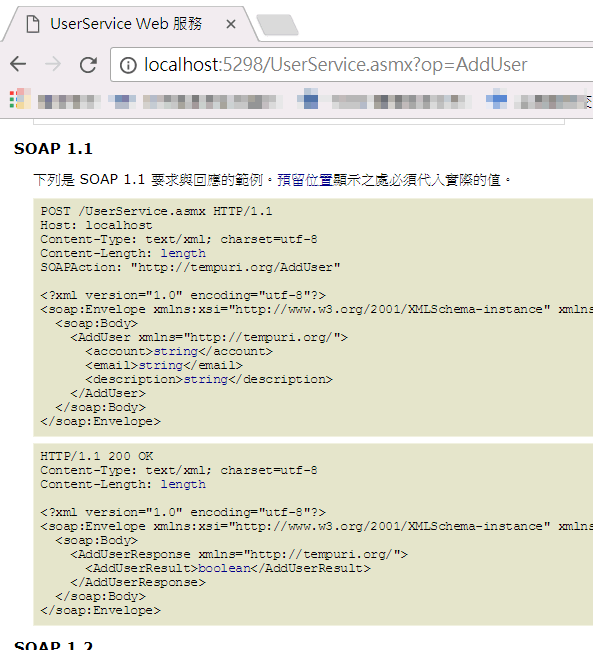 UserService Web 服務
localhost:5298/UserService.asmx?op=AddUser
SOAP 1.1
下列是 SOAP 1.1 要求與回應的範例。預留位置顯示之處必須代入實際的值。
POST /UserService.asmx HTTP/1.1
Host: localhost
Content-Type: text/xml; charset=utf-8
Content-Length: length
SOAPAction: "http://tempuri.org/AddUser"
<?xml version="1.0" encoding="utf-8"?>
<soap:Envelope xmlns:xsi="http://www.w3.org/2001/XMLSchema-instance" xmlns
<soap:Body>
<AddUser xmlns="http://tempuri.org/">
<account>string</account>
<email>string</email>
<description>string</description>
</AddUser>
</soap:Body>
</soap:Envelope>
HTTP/1.1 200 OK
Content-Type: text/xml; charset=utf-8
Content-Length: length
<?xml version="1.0" encoding="utf-8"?>
<soap:Envelope xmlns:xsi="http://www.w3.org/2001/XMLSchema-instance" xmlns
<soap:Body>
<AddUserResponse xmlns="http://tempuri.org/">
<AddUserResult>boolean</AddUserResult>
</AddUserResponse>
</soap:Body>
</soap:Envelope>
SOAP 1.2